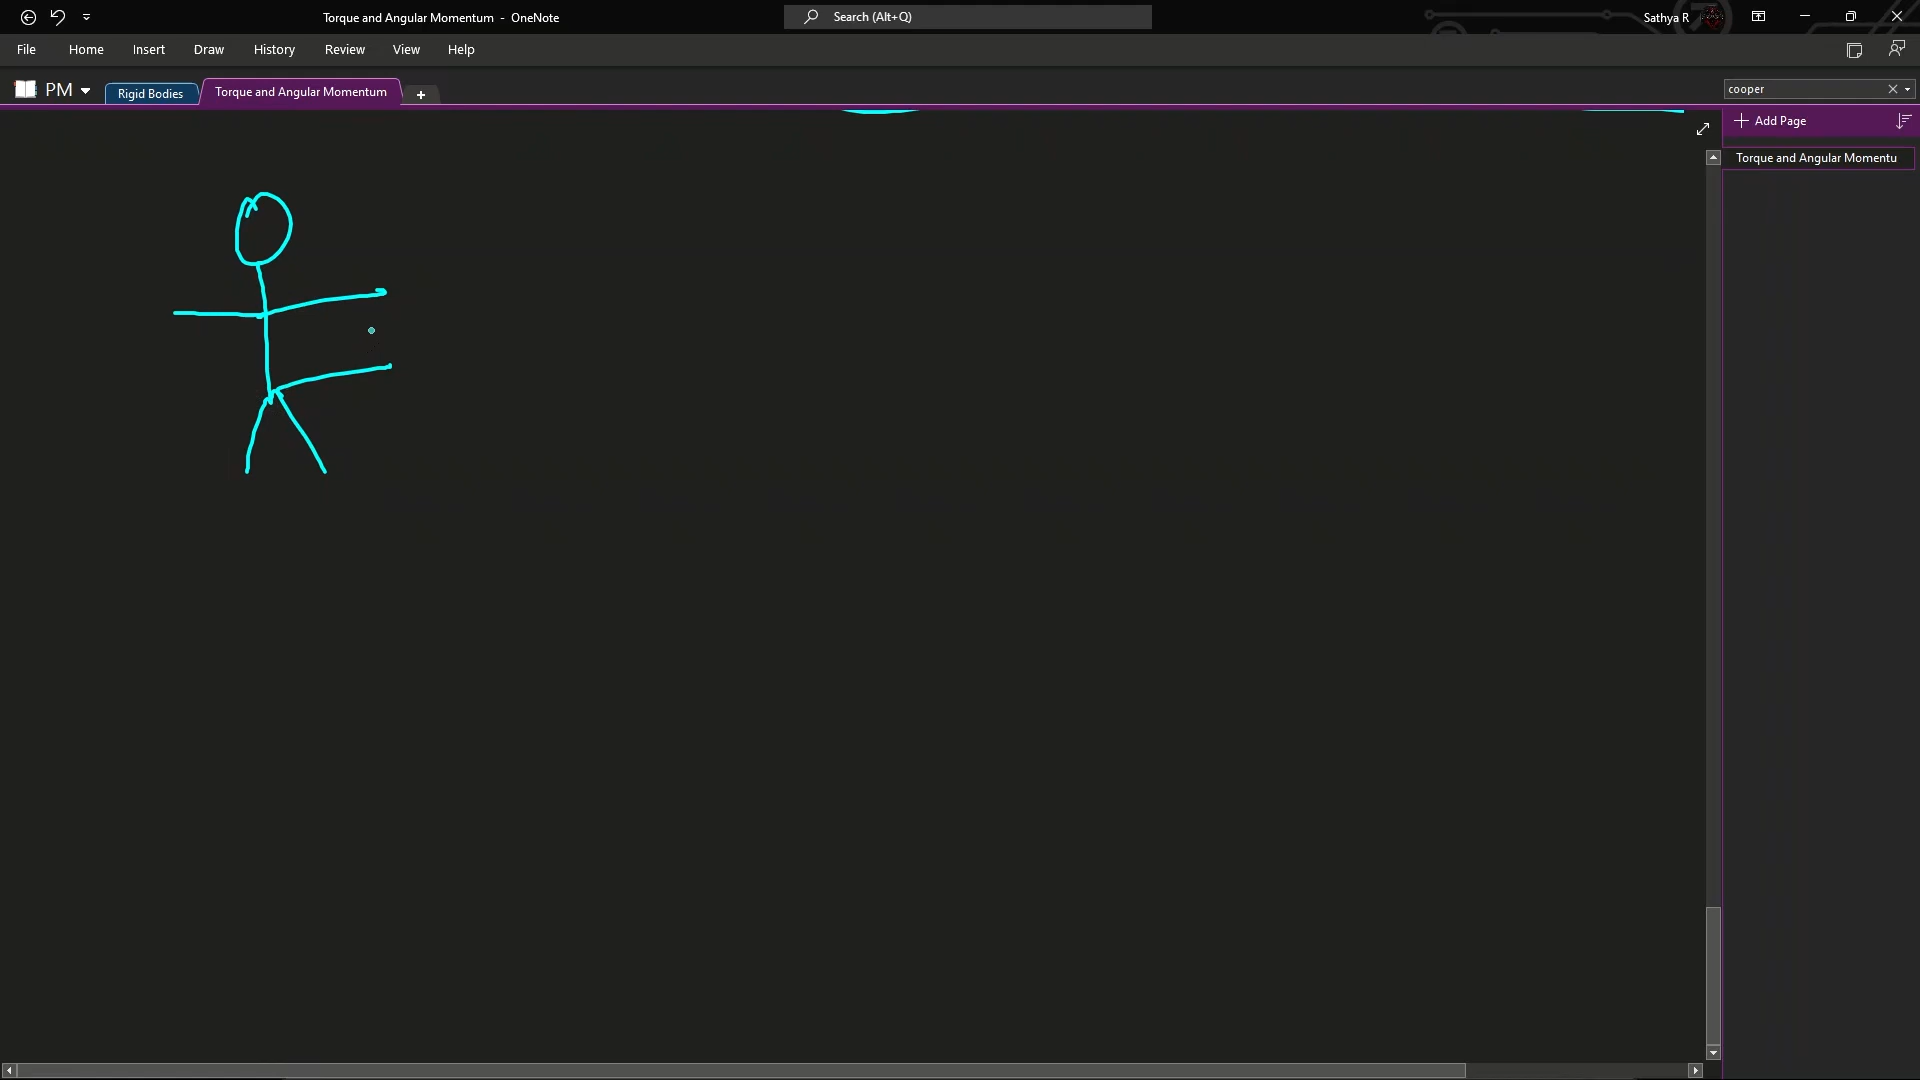 Torque and Angular Momentum - OneNote
Search (Alt+Q)
Sathya R
File Home Insert Draw History Review View Help
PM
Rigid Bodies
Torque and Angular Momentum
cooper
Add Page
Torque and Angular Momentu